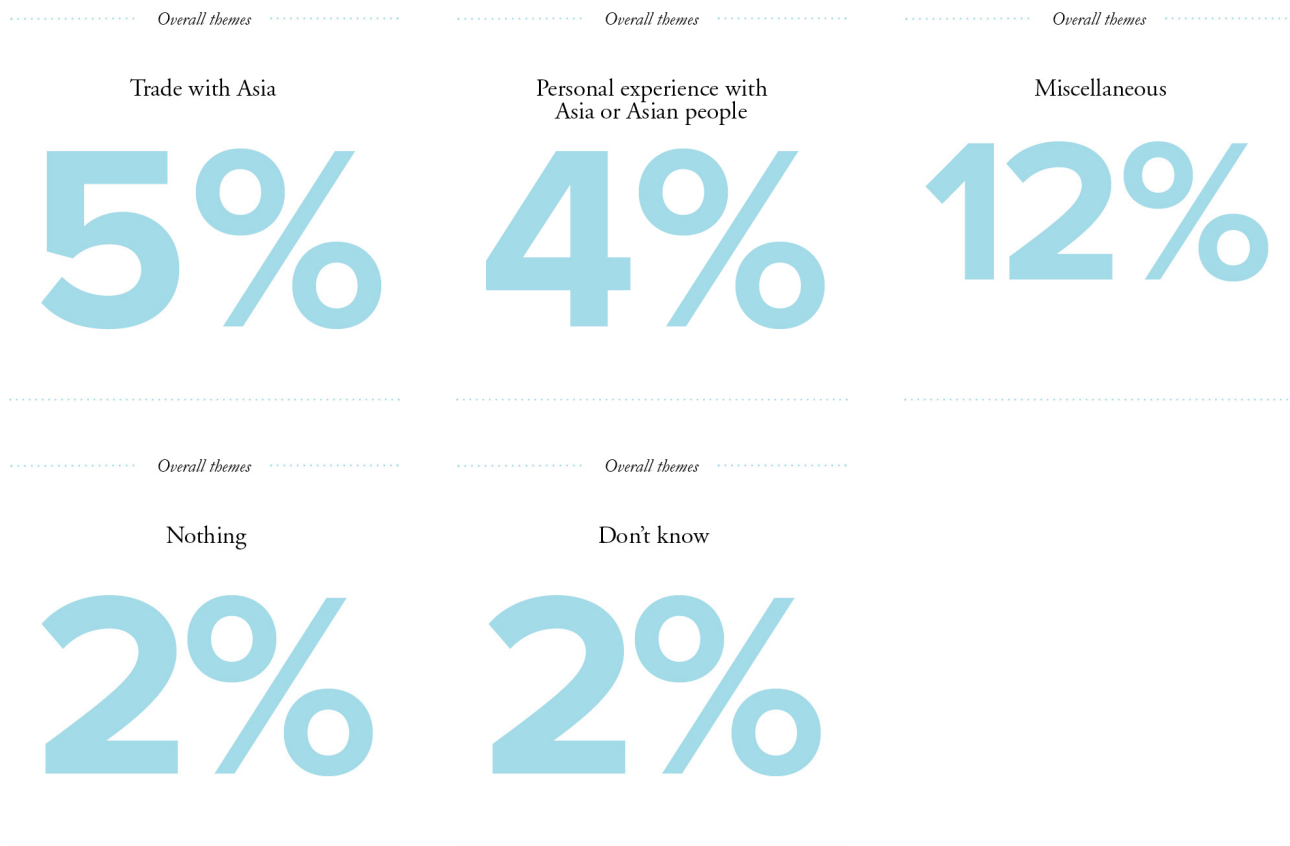 Overall themes
Trade with Asia
5%
Overall themes
Personal experience with
Asia or Asian people
4%
Overall themes
Miscellaneous
12%
Overall themes
Nothing
2%
Overall themes
Don’t know
2%